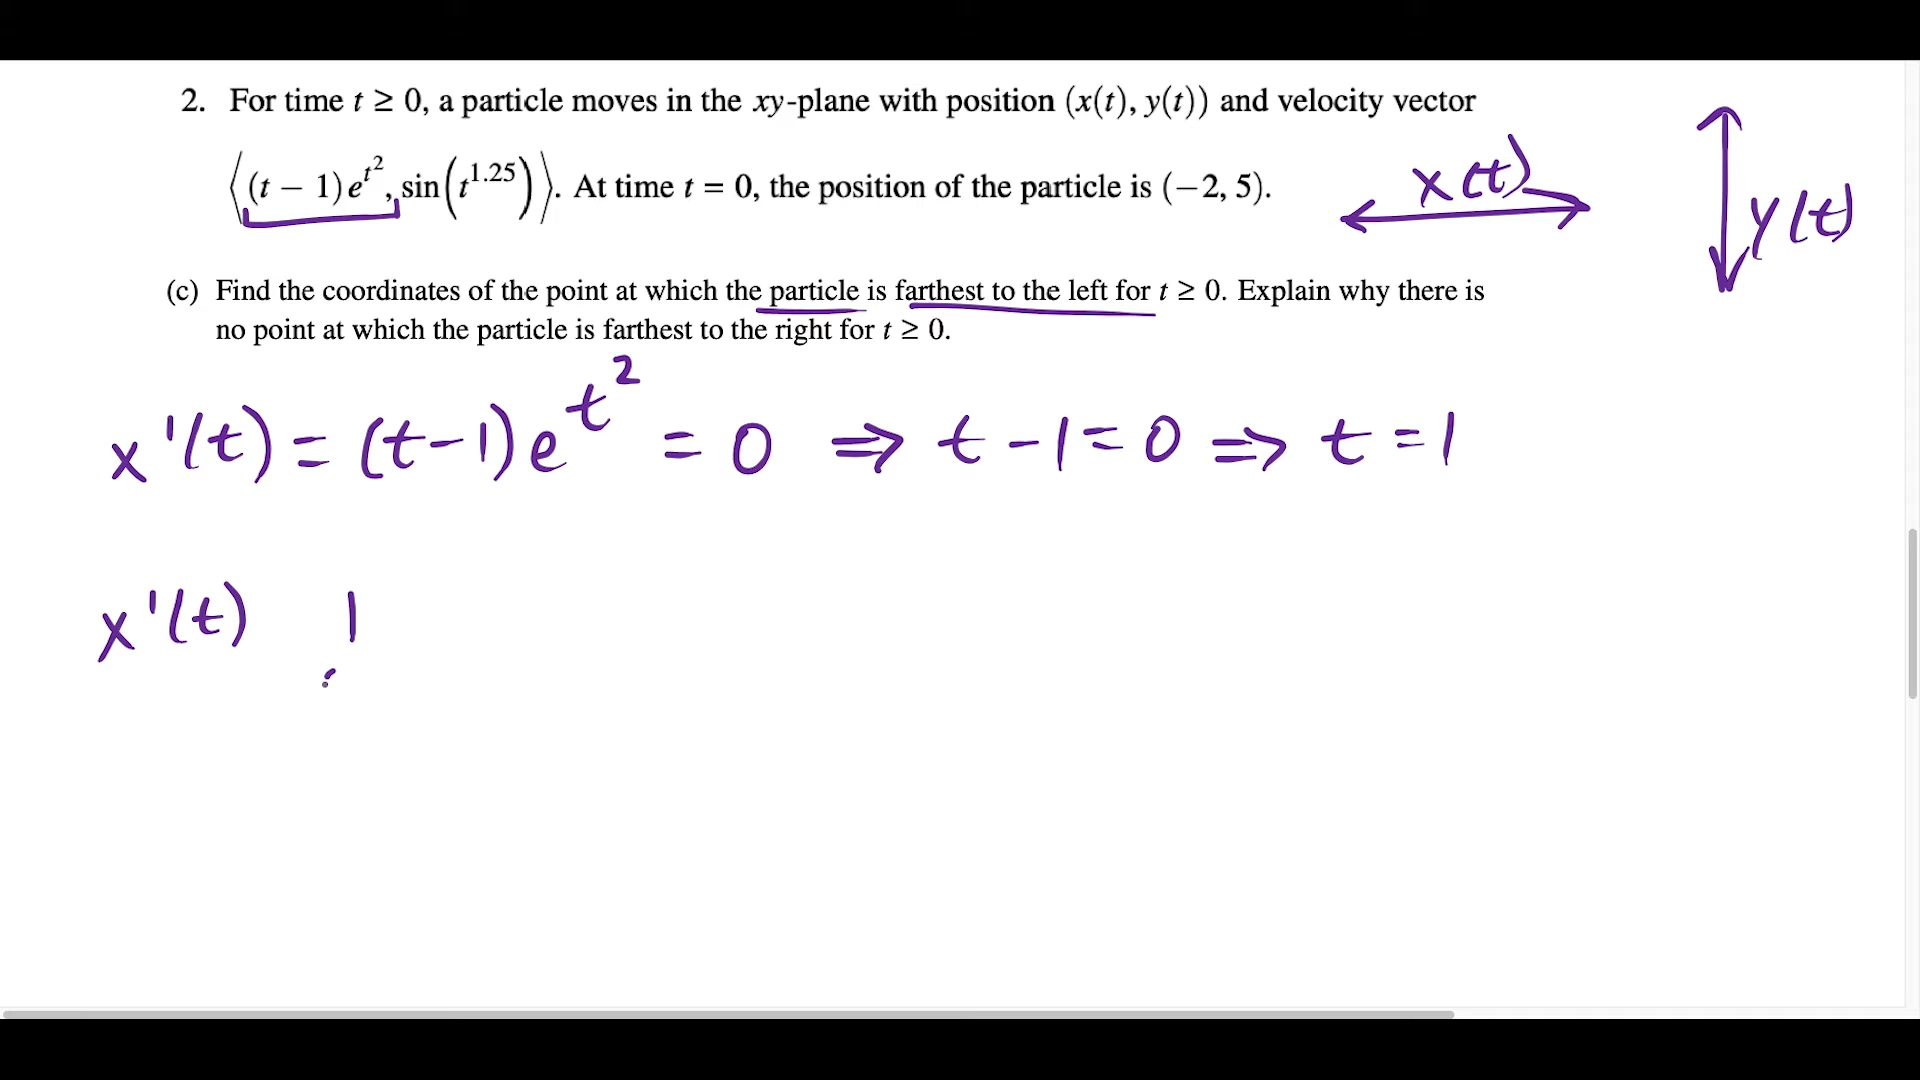 2. For time t ≥ 0, a particle moves in the xy-plane with position (x(t), y(t)) and velocity vector
⟨(t − 1)e^{t^2}, sin(t^{1.25})⟩. At time t = 0, the position of the particle is (−2, 5).
x(t)
y(t)
(c) Find the coordinates of the point at which the particle is farthest to the left for t ≥ 0. Explain why there is
no point at which the particle is farthest to the right for t ≥ 0.
x'(t) = (t-1)e^{t^2} = 0 ⇒ t-1=0 ⇒ t=1
x'(t) 1